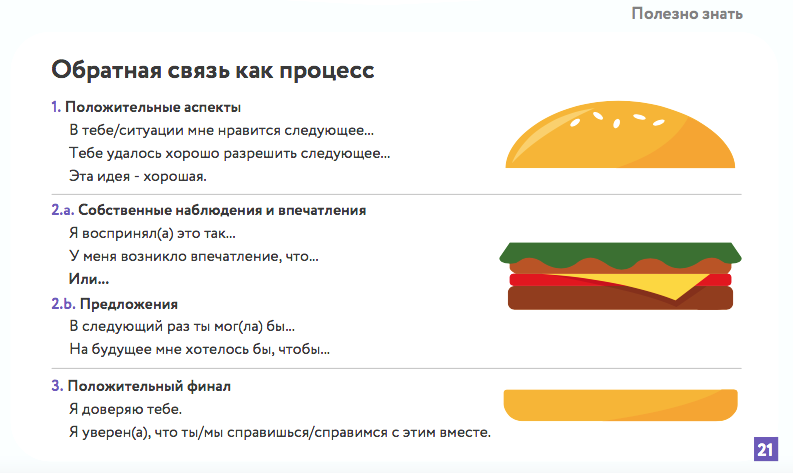 Полезно знать
Обратная связь как процесс
1. Положительные аспекты
В тебе/ситуации мне нравится следующее...
Тебе удалось хорошо разрешить следующее...
Эта идея - хорошая.
2.a. Собственные наблюдения и впечатления
Я воспринял(а) это так...
У меня возникло впечатление, что...
Или...
2.b. Предложения
В следующий раз ты мог(ла) бы...
На будущее мне хотелось бы, чтобы...
3. Положительный финал
Я доверяю тебе.
Я уверен(а), что ты/мы справишься/справимся с этим вместе.
21